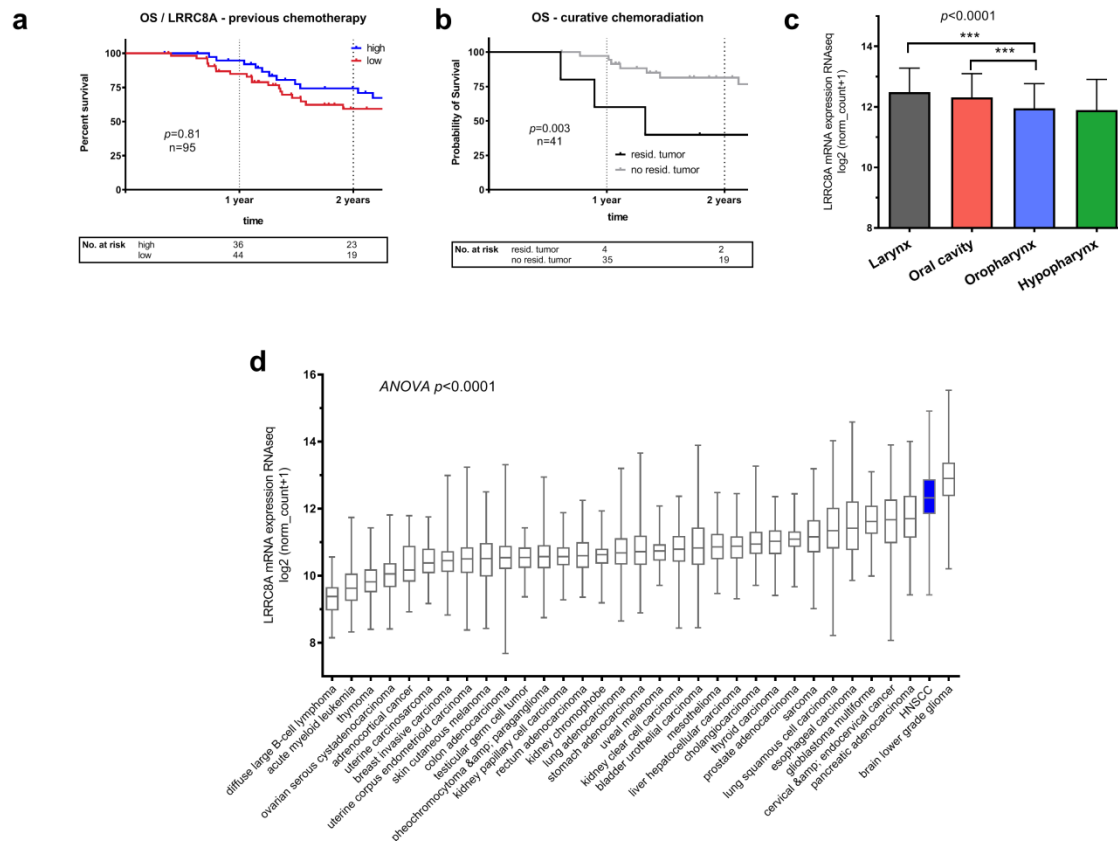 a
OS / LRRC8A - previous chemotherapy
Percent survival
100
75
50
25
0
high
low
p=0.81
n=95
1 year
2 years
time
No. at risk high 36 23
low 44 19
b
OS - curative chemoradiation
Probability of Survival
100
75
50
25
0
p=0.003
n=41
resid. tumor
no resid. tumor
1 year
2 years
time
No. at risk resid. tumor 4 2
no resid. tumor 35 19
c
p<0.0001
***
***
LRRC8A mRNA expression RNAseq
log2 (norm_count+1)
14
12
10
8
Larynx
Oral cavity
Oropharynx
Hypopharynx
d
ANOVA p<0.0001
LRRC8A mRNA expression RNAseq
log2 (norm_count+1)
16
14
12
10
8
diffuse large B-cell lymphoma
acute myeloid leukemia
thymoma
ovarian serous cystadenocarcinoma
adrenocortical cancer
uterine carcinosarcoma
breast invasive carcinoma
uterine corpus endometrioid carcinoma
skin cutaneous melanoma
colon adenocarcinoma
testicular germ cell tumor
pheochromocytoma &amp; paraganglioma
kidney papillary cell carcinoma
rectum adenocarcinoma
kidney chromophobe
lung adenocarcinoma
stomach adenocarcinoma
uveal melanoma
kidney clear cell carcinoma
bladder urothelial carcinoma
mesothelioma
liver hepatocellular carcinoma
cholangiocarcinoma
thyroid carcinoma
prostate adenocarcinoma
sarcoma
lung squamous cell carcinoma
esophageal carcinoma
glioblastoma multiforme
cervical &amp; endocervical cancer
pancreatic adenocarcinoma
HNSCC
brain lower grade glioma